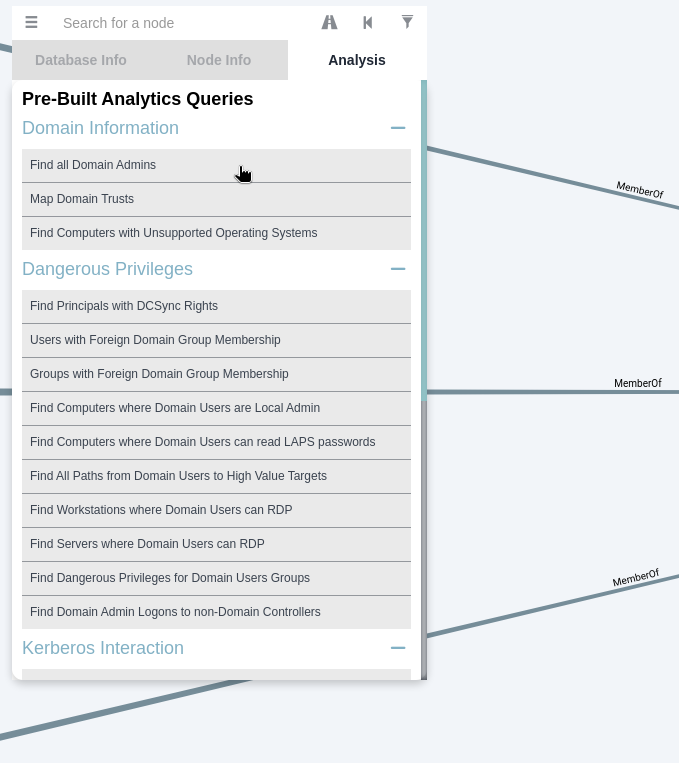 Search for a node
Database Info
Node Info
Analysis
Pre-Built Analytics Queries
Domain Information
Find all Domain Admins
Map Domain Trusts
Find Computers with Unsupported Operating Systems
Dangerous Privileges
Find Principals with DCSync Rights
Users with Foreign Domain Group Membership
Groups with Foreign Domain Group Membership
Find Computers where Domain Users are Local Admin
Find Computers where Domain Users can read LAPS passwords
Find All Paths from Domain Users to High Value Targets
Find Workstations where Domain Users can RDP
Find Servers where Domain Users can RDP
Find Dangerous Privileges for Domain Users Groups
Find Domain Admin Logons to non-Domain Controllers
Kerberos Interaction
MemberOf
MemberOf
MemberOf